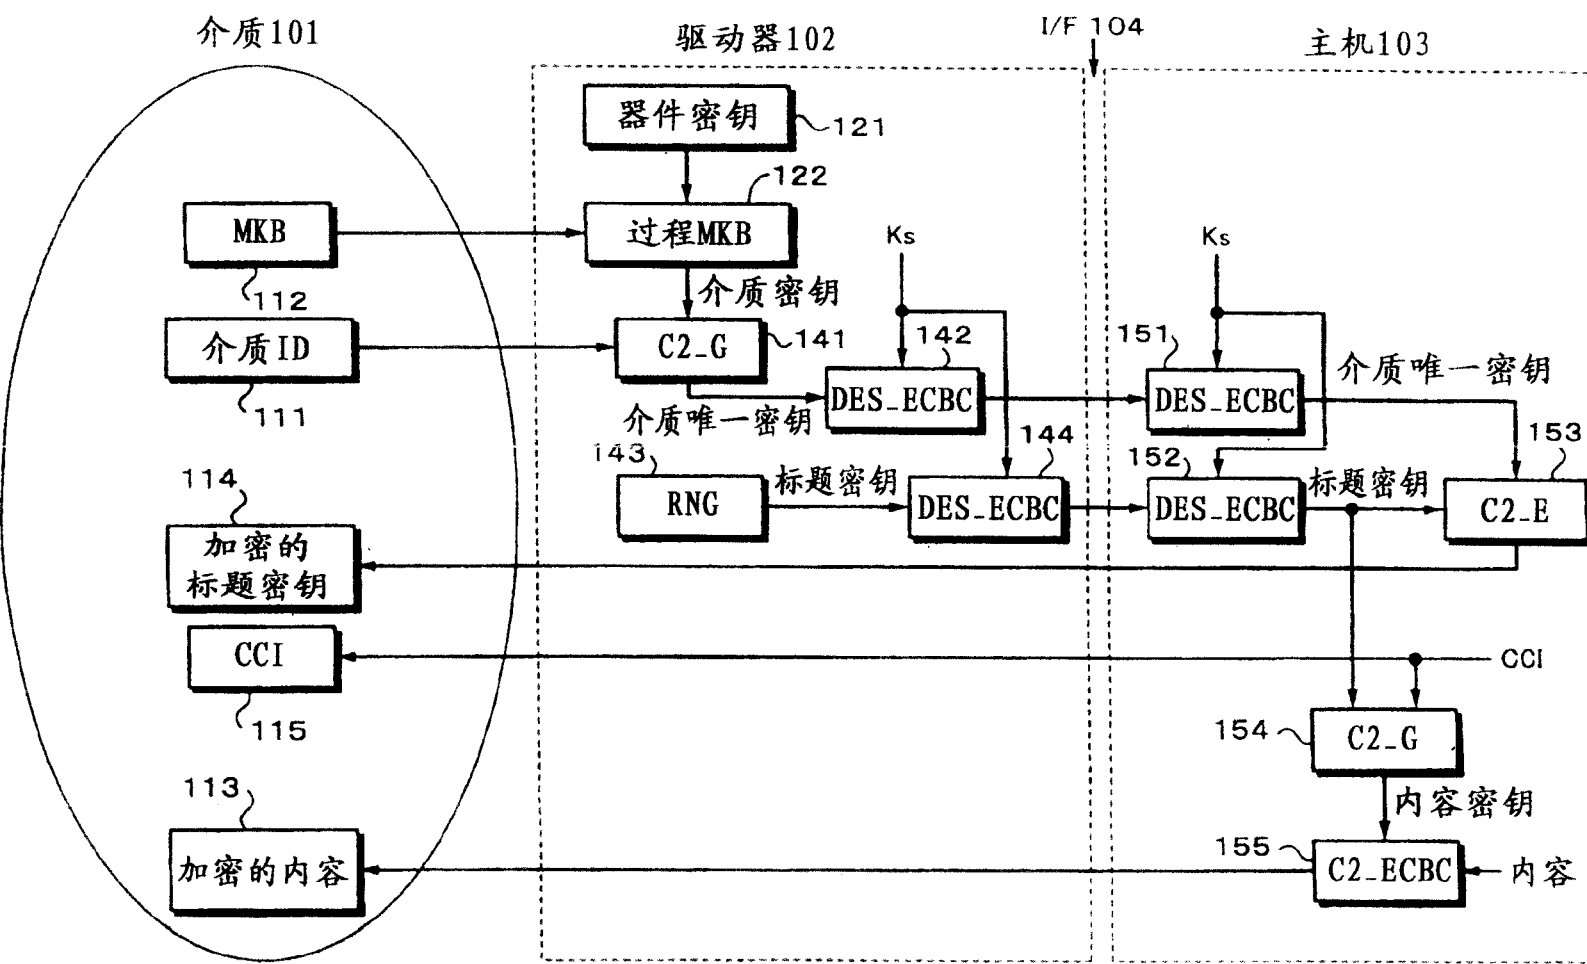 介质101
驱动器102
I/F 104
主机103
器件密钥
121
122
MKB
过程MKB
Ks
Ks
112
介质密钥
介质ID
C2_G
141
142
151
111
介质唯一密钥
DES_ECBC
DES_ECBC
介质唯一密钥
143
144
152
153
114
RNG
标题密钥
DES_ECBC
DES_ECBC
标题密钥
C2_E
加密的
标题密钥
CCI
CCI
115
154
C2_G
113
内容密钥
155
加密的内容
C2_ECBC
内容